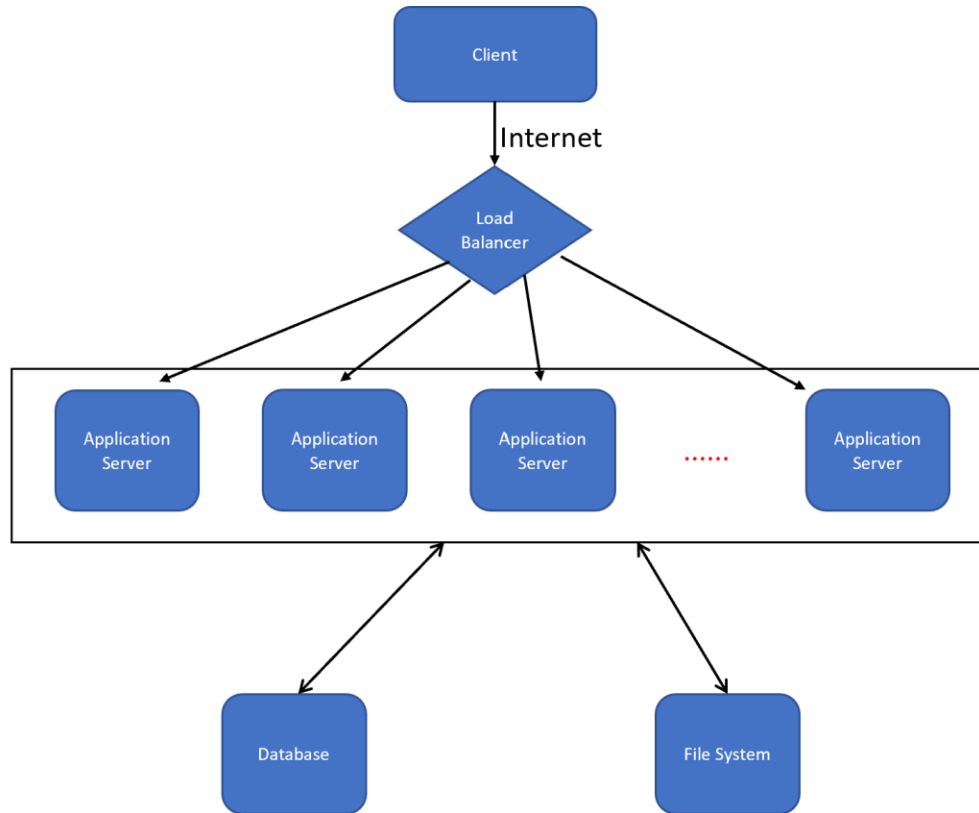 Client
Internet
Load
Balancer
Application
Server
Application
Server
Application
Server
......
Application
Server
Database
File System